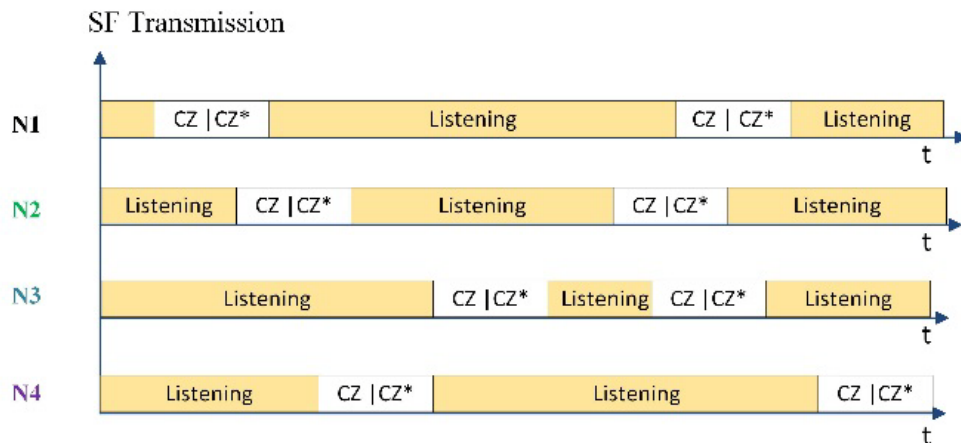 SF Transmission
N1 CZ |CZ* Listening CZ | CZ* Listening
t
N2 Listening CZ |CZ* Listening CZ |CZ* Listening
t
N3 Listening CZ |CZ* Listening CZ |CZ* Listening
t
N4 Listening CZ |CZ* Listening CZ |CZ*
t